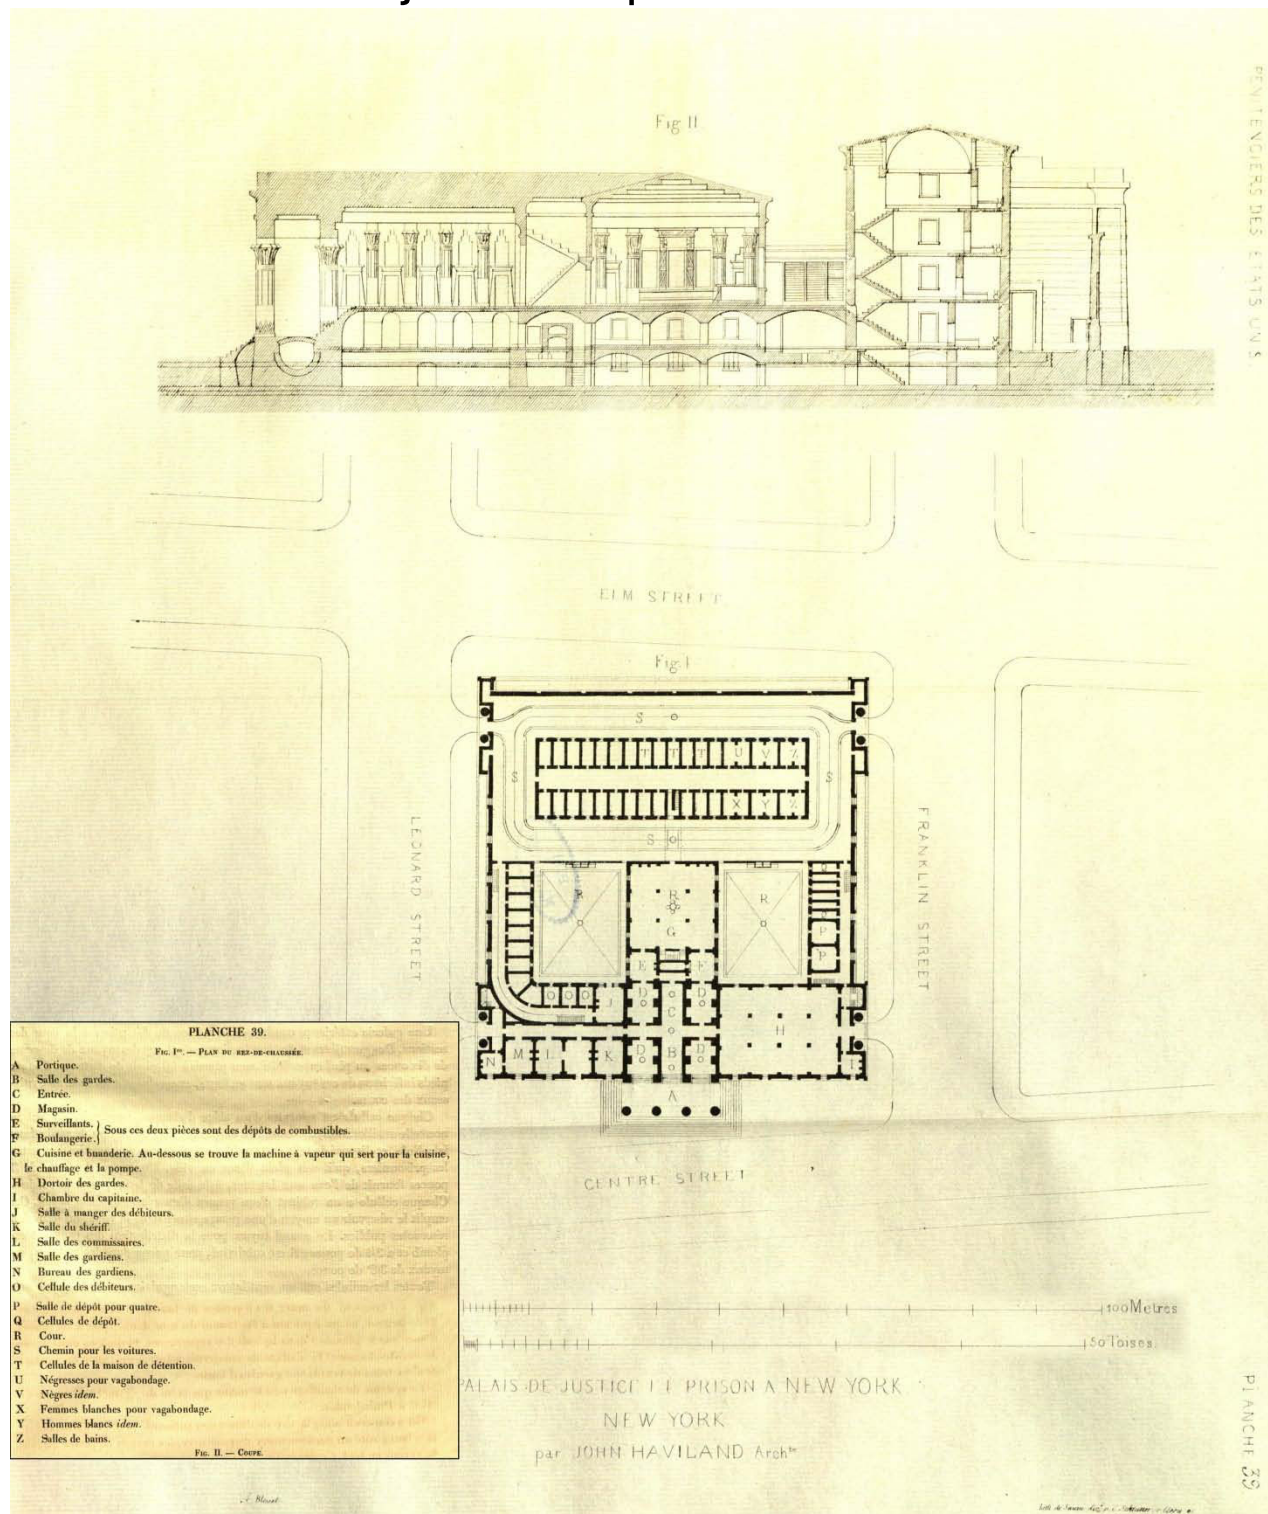 Fig II
PENITENCIERS DES ETATS UNIS.
ELM STREET
Fig. I
S
S
T T T U V Z
S
X Y Z
S
LEONARD STREET
FRANKLIN STREET
R
R
R
Q
Q
G
P
P
E
F
D
D
O O O
J
C
H
N
M
L
K
D
B
D
I
A
CENTRE STREET
PLANCHE 39.
FIG. Ire. — PLAN DU REZ-DE-CHAUSSÉE.
A Portique.
B Salle des gardes.
C Entrée.
D Magasin.
E Surveillants.
F Boulangerie.
Sous ces deux pièces sont des dépôts de combustibles.
G Cuisine et buanderie. Au-dessous se trouve la machine à vapeur qui sert pour la cuisine,
le chauffage et la pompe.
H Dortoir des gardes.
I Chambre du capitaine.
J Salle à manger des débiteurs.
K Salle du shériff.
L Salle des commissaires.
M Salle des gardiens.
N Bureau des gardiens.
O Cellule des débiteurs.
P Salle de dépôt pour quatre.
Q Cellules de dépôt.
R Cour.
S Chemin pour les voitures.
T Cellules de la maison de détention.
U Négresses pour vagabondage.
V Nègres idem.
X Femmes blanches pour vagabondage.
Y Hommes blancs idem.
Z Salles de bains.
FIG. II. — COUPE.
100 Metres
50 Toises.
PALAIS DE JUSTICE ET PRISON A NEW YORK
NEW YORK
par JOHN HAVILAND Archte
PLANCHE 39
A. Blouet